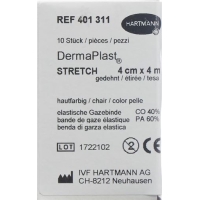 REF 401 311
HARTMANN
10 Stück / pièces / pezzi
DermaPlast®
STRETCH 4 cm x 4 m
gedehnt / étirée / tesa
hautfarbig / chair / color pelle
elastische Gazebinde CO 40%
bande de gaze élastique PA 60%
benda di garza elastica
LOT 1722102
IVF HARTMANN AG
CH-8212 Neuhausen